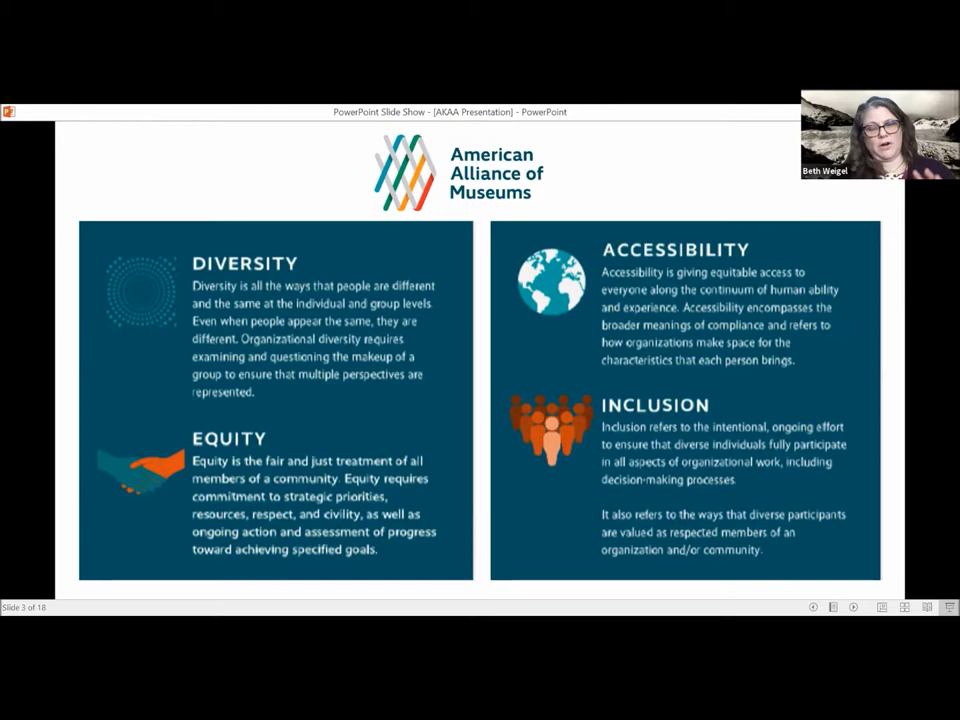 PowerPoint Slide Show - [AKAA Presentation] - PowerPoint
Beth Weigel
American
Alliance of
Museums
DIVERSITY
Diversity is all the ways that people are different
and the same at the individual and group levels.
Even when people appear the same, they are
different. Organizational diversity requires
examining and questioning the makeup of a
group to ensure that multiple perspectives are
represented.
EQUITY
Equity is the fair and just treatment of all
members of a community. Equity requires
commitment to strategic priorities,
resources, respect, and civility, as well as
ongoing action and assessment of progress
toward achieving specified goals.
ACCESSIBILITY
Accessibility is giving equitable access to
everyone along the continuum of human ability
and experience. Accessibility encompasses the
broader meanings of compliance and refers to
how organizations make space for the
characteristics that each person brings.
INCLUSION
Inclusion refers to the intentional, ongoing effort
to ensure that diverse individuals fully participate
in all aspects of organizational work, including
decision-making processes.
It also refers to the ways that diverse participants
are valued as respected members of an
organization and/or community.
Slide 3 of 18